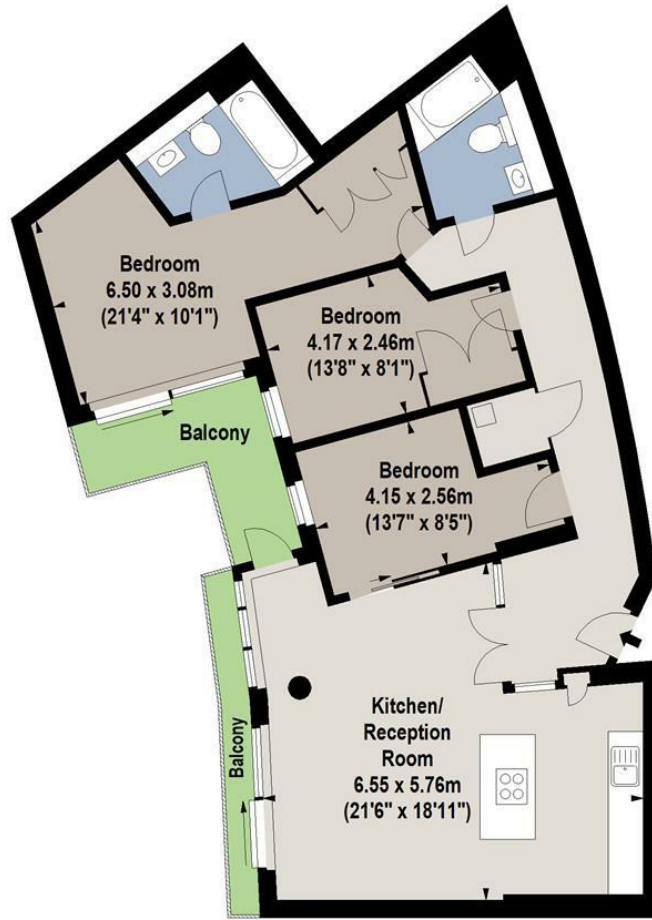 Bedroom
6.50 x 3.08m
(21'4" x 10'1")
Bedroom
4.17 x 2.46m
(13'8" x 8'1")
Balcony
Bedroom
4.15 x 2.56m
(13'7" x 8'5")
Balcony
Kitchen/
Reception
Room
6.55 x 5.76m
(21'6" x 18'11")